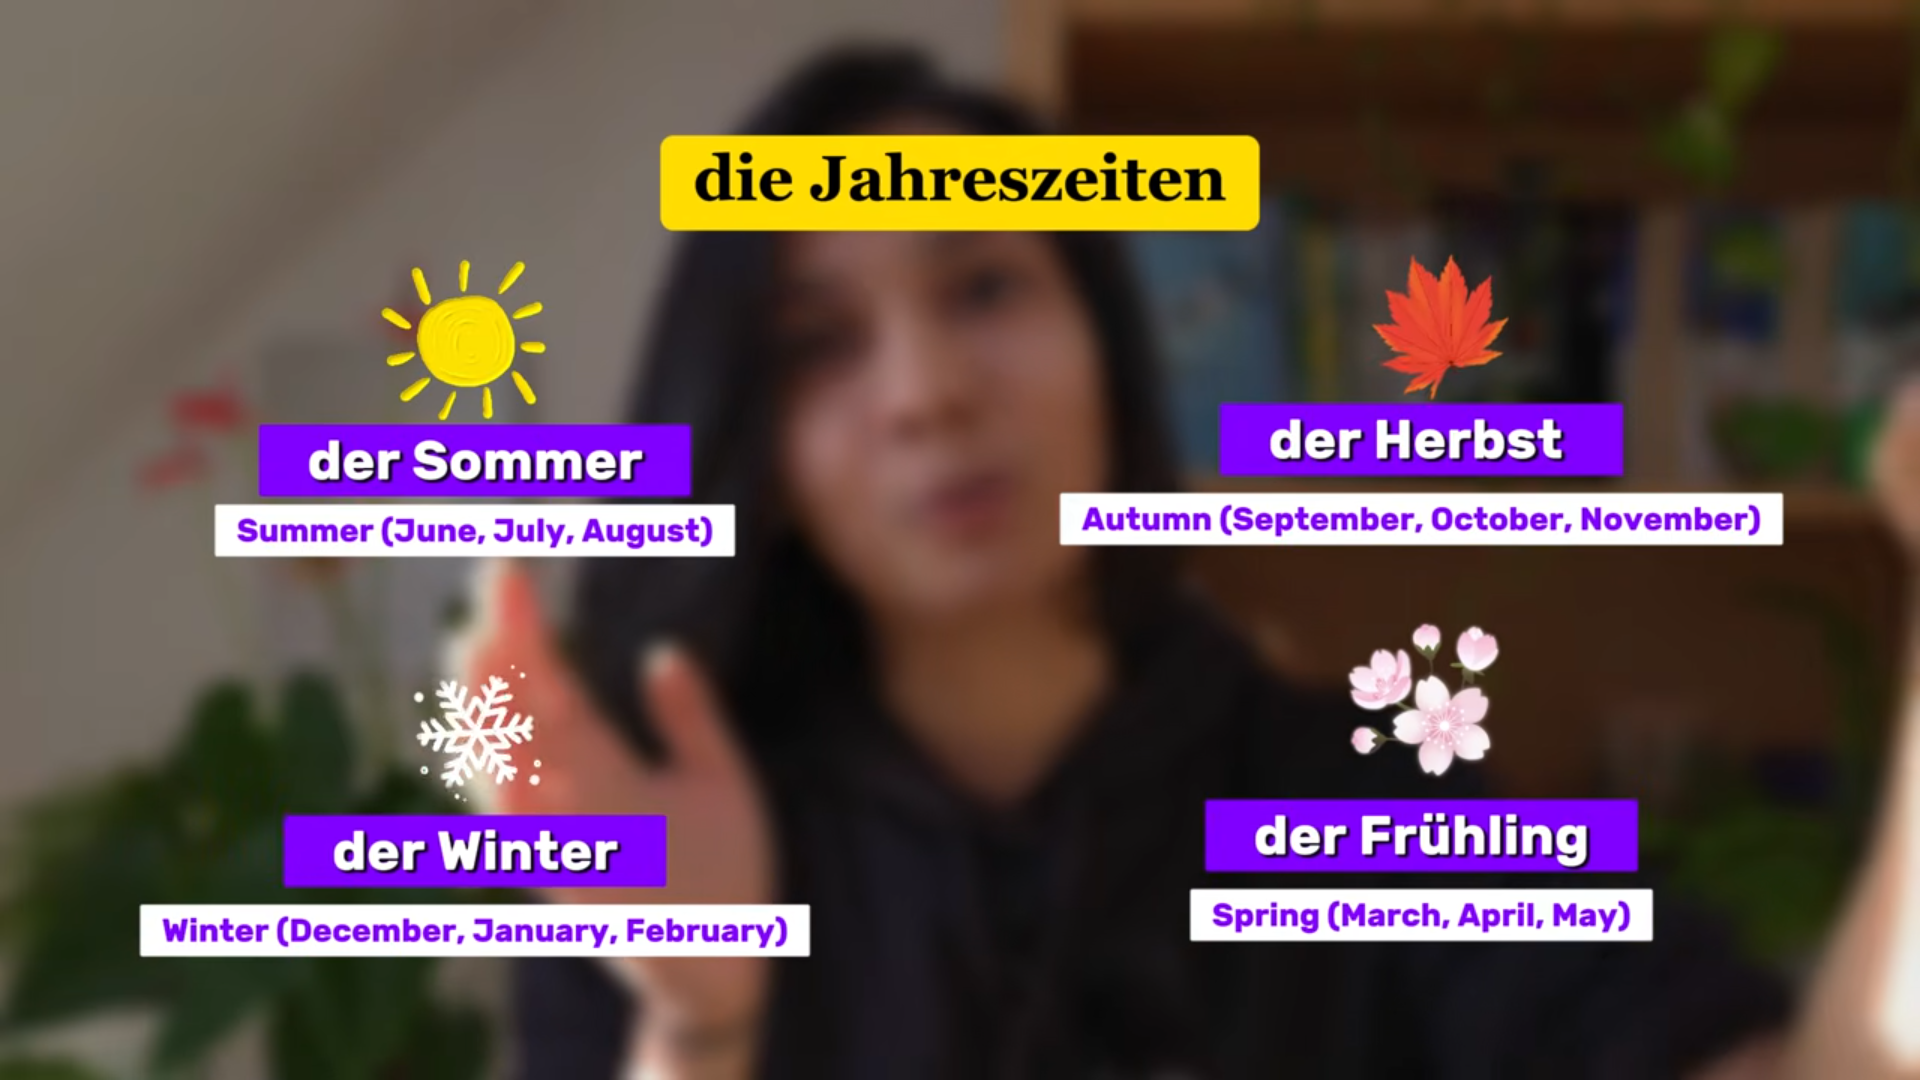 die Jahreszeiten
der Sommer
Summer (June, July, August)
der Herbst
Autumn (September, October, November)
der Winter
Winter (December, January, February)
der Frühling
Spring (March, April, May)